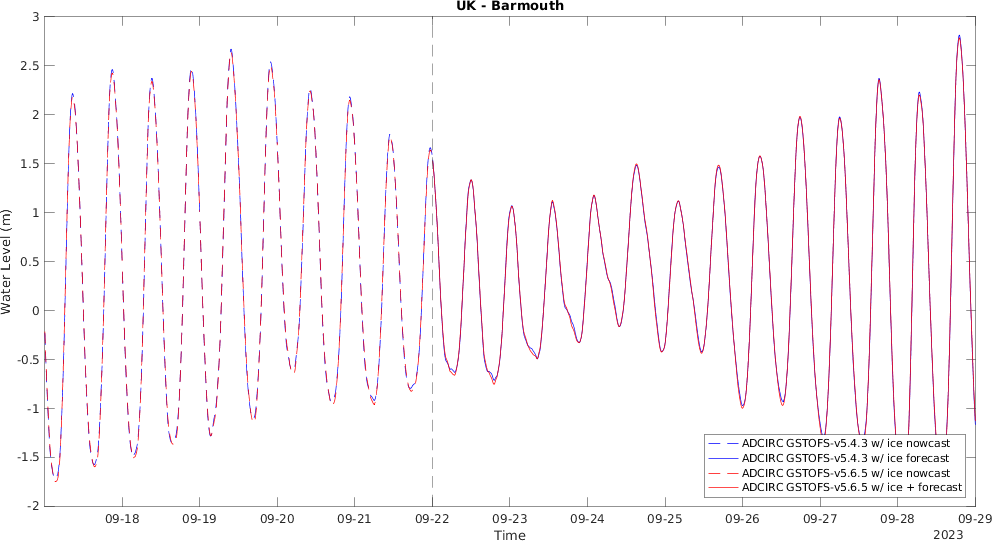 UK - Barmouth
3
2.5
2
1.5
1
0.5
0
-0.5
-1
-1.5
-2
Water Level (m)
09-18 09-19 09-20 09-21 09-22 09-23 09-24 09-25 09-26 09-27 09-28 09-29
Time
2023
ADCIRC GSTOFS-v5.4.3 w/ ice nowcast
ADCIRC GSTOFS-v5.4.3 w/ ice forecast
ADCIRC GSTOFS-v5.6.5 w/ ice nowcast
ADCIRC GSTOFS-v5.6.5 w/ ice + forecast